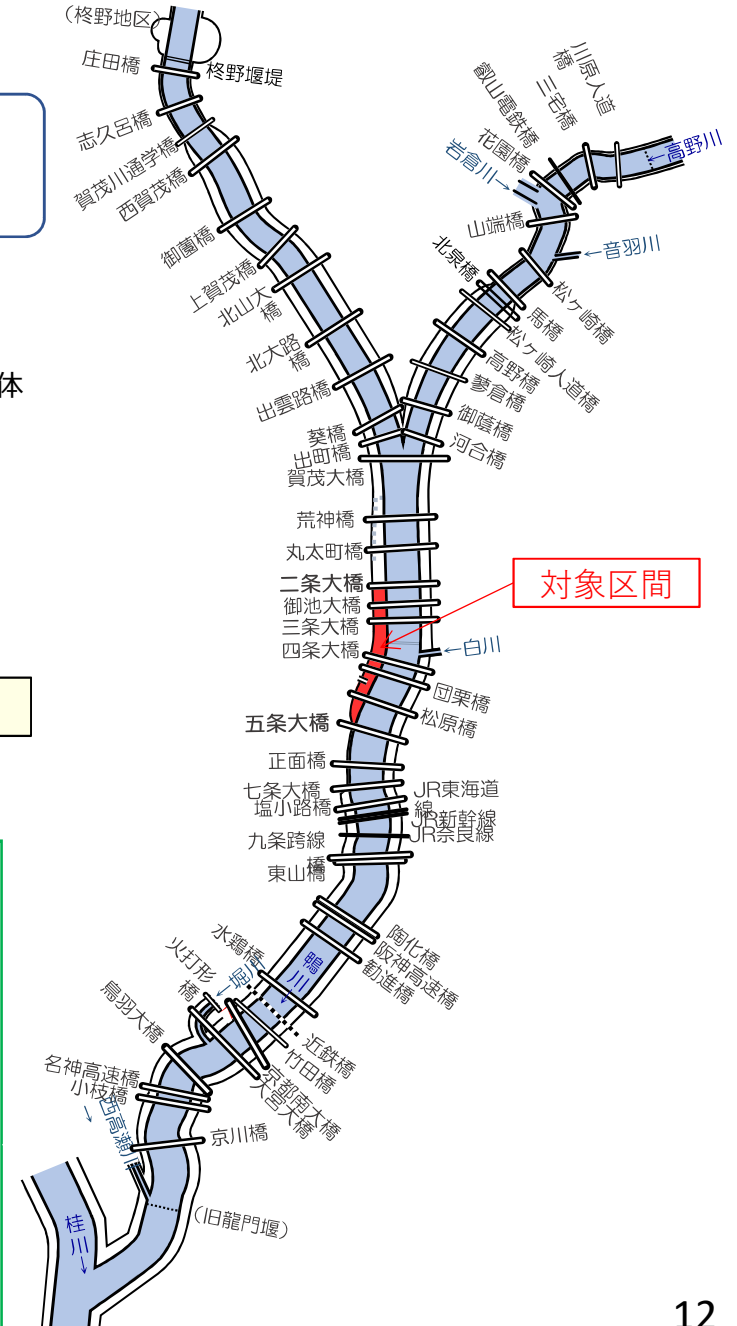 （柊野地区）
庄田橋
柊野堰堤
志久呂橋
賀茂川通学橋
西賀茂橋
御薗橋
上賀茂橋
北山大
橋
北大路
橋
出雲路橋
葵橋
出町橋
賀茂大橋
川原人道
橋
三宅橋
叡山電鉄橋
花園橋
岩倉川→
←高野川
山端橋
←音羽川
北泉橋
松ケ崎橋
馬橋
松ケ崎人道橋
高野橋
蓼倉橋
御蔭橋
河合橋
体
荒神橋
丸太町橋
二条大橋
御池大橋
三条大橋
四条大橋
対象区間
←白川
団栗橋
松原橋
五条大橋
正面橋
七条大橋
塩小路橋
JR東海道
線
JR新幹線
JR奈良線
九条跨線
橋
東山橋
陶化橋
阪神高速橋
勧進橋
水鶏橋
鴨川→
←堀川
火打形
橋
鳥羽大橋
近鉄橋
竹田橋
京都南大橋
天宮大橋
名神高速橋
小枝橋
西高瀬川→
京川橋
（旧龍門堰）
桂川→
12